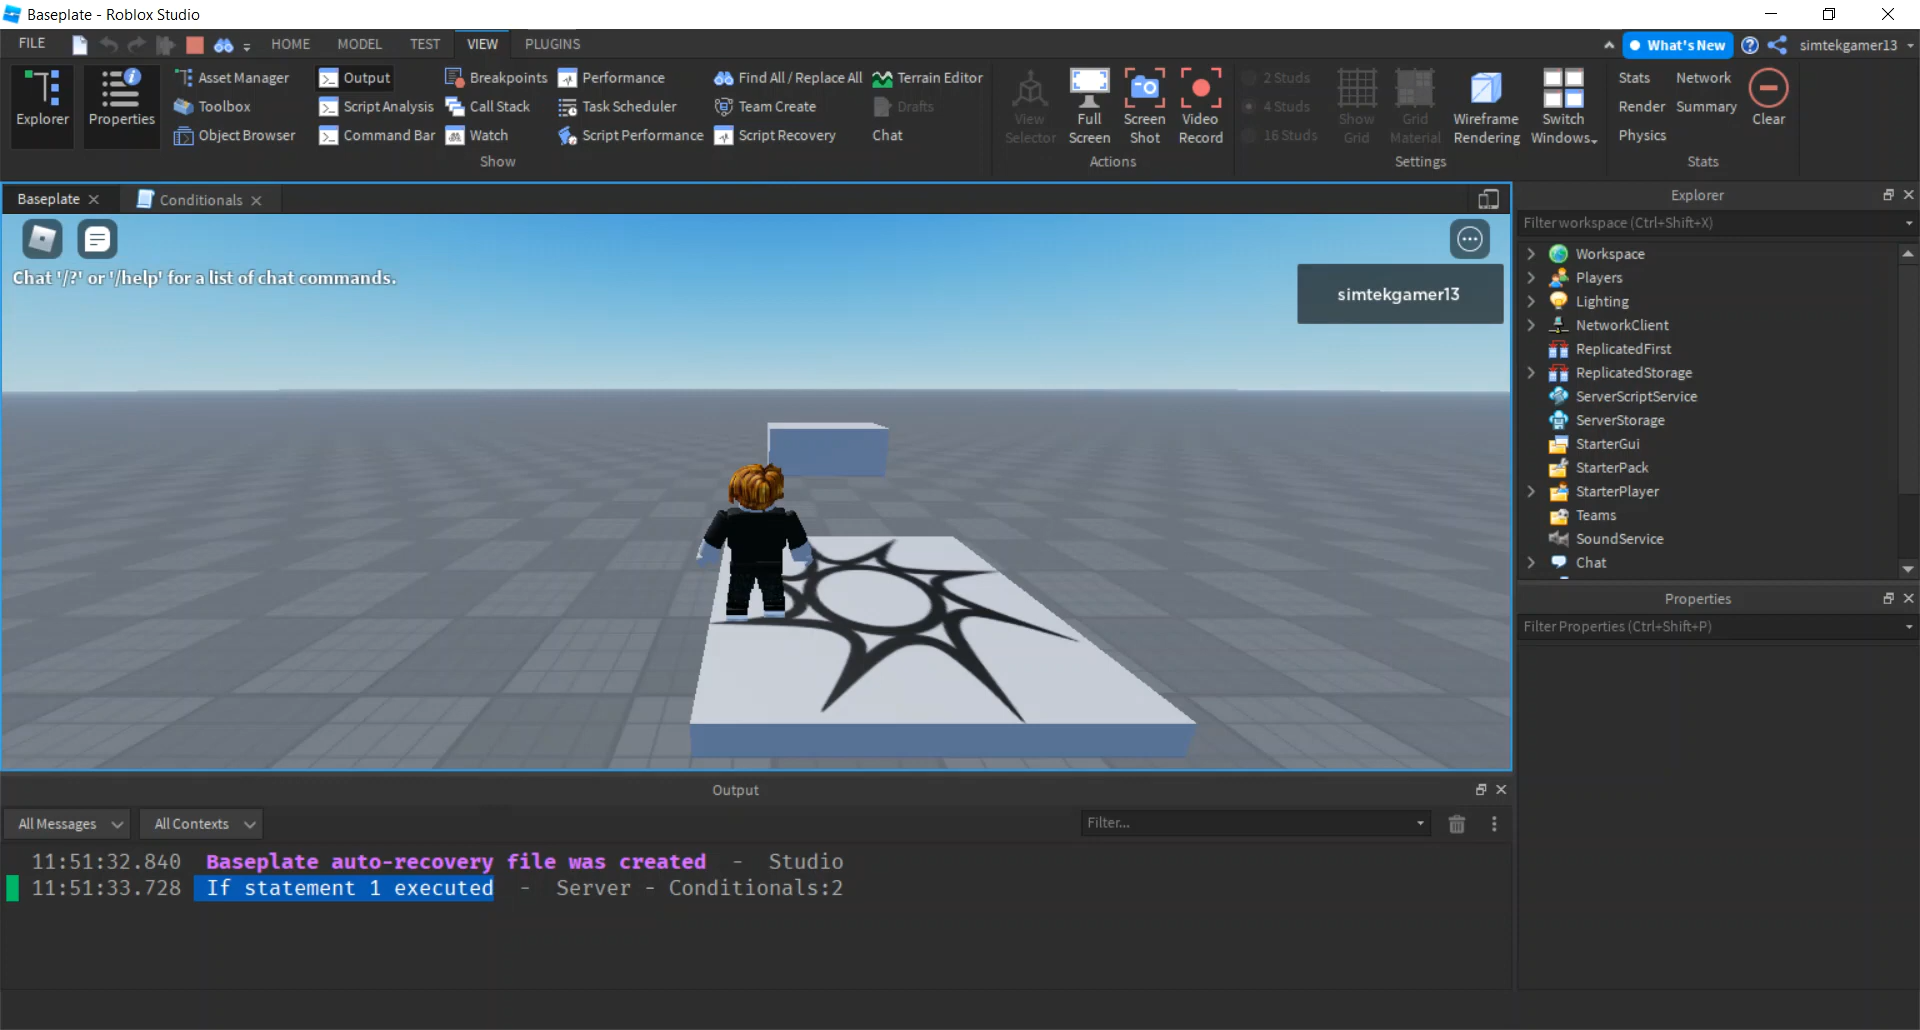 Baseplate - Roblox Studio
FILE HOME MODEL TEST VIEW PLUGINS What's New simtekgamer13
Explorer
Properties
Asset Manager
Toolbox
Object Browser
Output
Script Analysis
Command Bar
Breakpoints
Call Stack
Watch
Performance
Task Scheduler
Script Performance
Find All / Replace All
Team Create
Script Recovery
Terrain Editor
Drafts
Chat
Show
View Selector
Full Screen
Screen Shot
Video Record
Actions
2 Studs
4 Studs
16 Studs
Show Grid
Grid Material
Wireframe Rendering
Switch Windows
Settings
Stats
Render
Physics
Network
Summary
Clear
Stats
Baseplate
Conditionals
Chat '/?' or '/help' for a list of chat commands.
simtekgamer13
Explorer
Filter workspace (Ctrl+Shift+X)
Workspace
Players
Lighting
NetworkClient
ReplicatedFirst
ReplicatedStorage
ServerScriptService
ServerStorage
StarterGui
StarterPack
StarterPlayer
Teams
SoundService
Chat
Properties
Filter Properties (Ctrl+Shift+P)
Output
All Messages
All Contexts
Filter...
11:51:32.840 Baseplate auto-recovery file was created - Studio
11:51:33.728 If statement 1 executed - Server - Conditionals:2